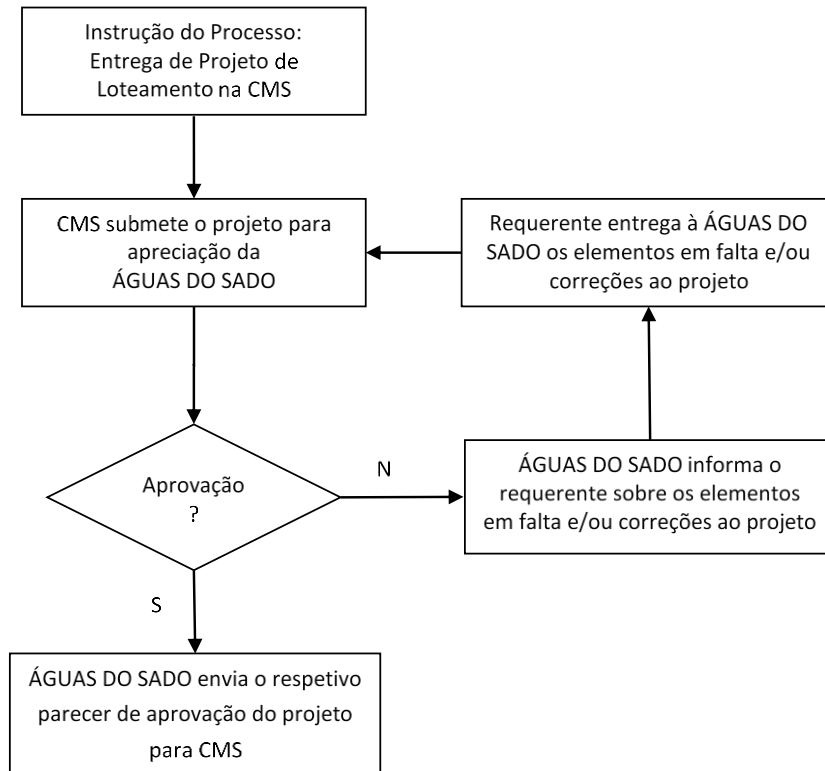 Instrução do Processo:
Entrega de Projeto de
Loteamento na CMS
CMS submete o projeto para
apreciação da
ÁGUAS DO SADO
Requerente entrega à ÁGUAS DO
SADO os elementos em falta e/ou
correções ao projeto
Aprovação
?
N
ÁGUAS DO SADO informa o
requerente sobre os elementos
em falta e/ou correções ao projeto
S
ÁGUAS DO SADO envia o respetivo
parecer de aprovação do projeto
para CMS